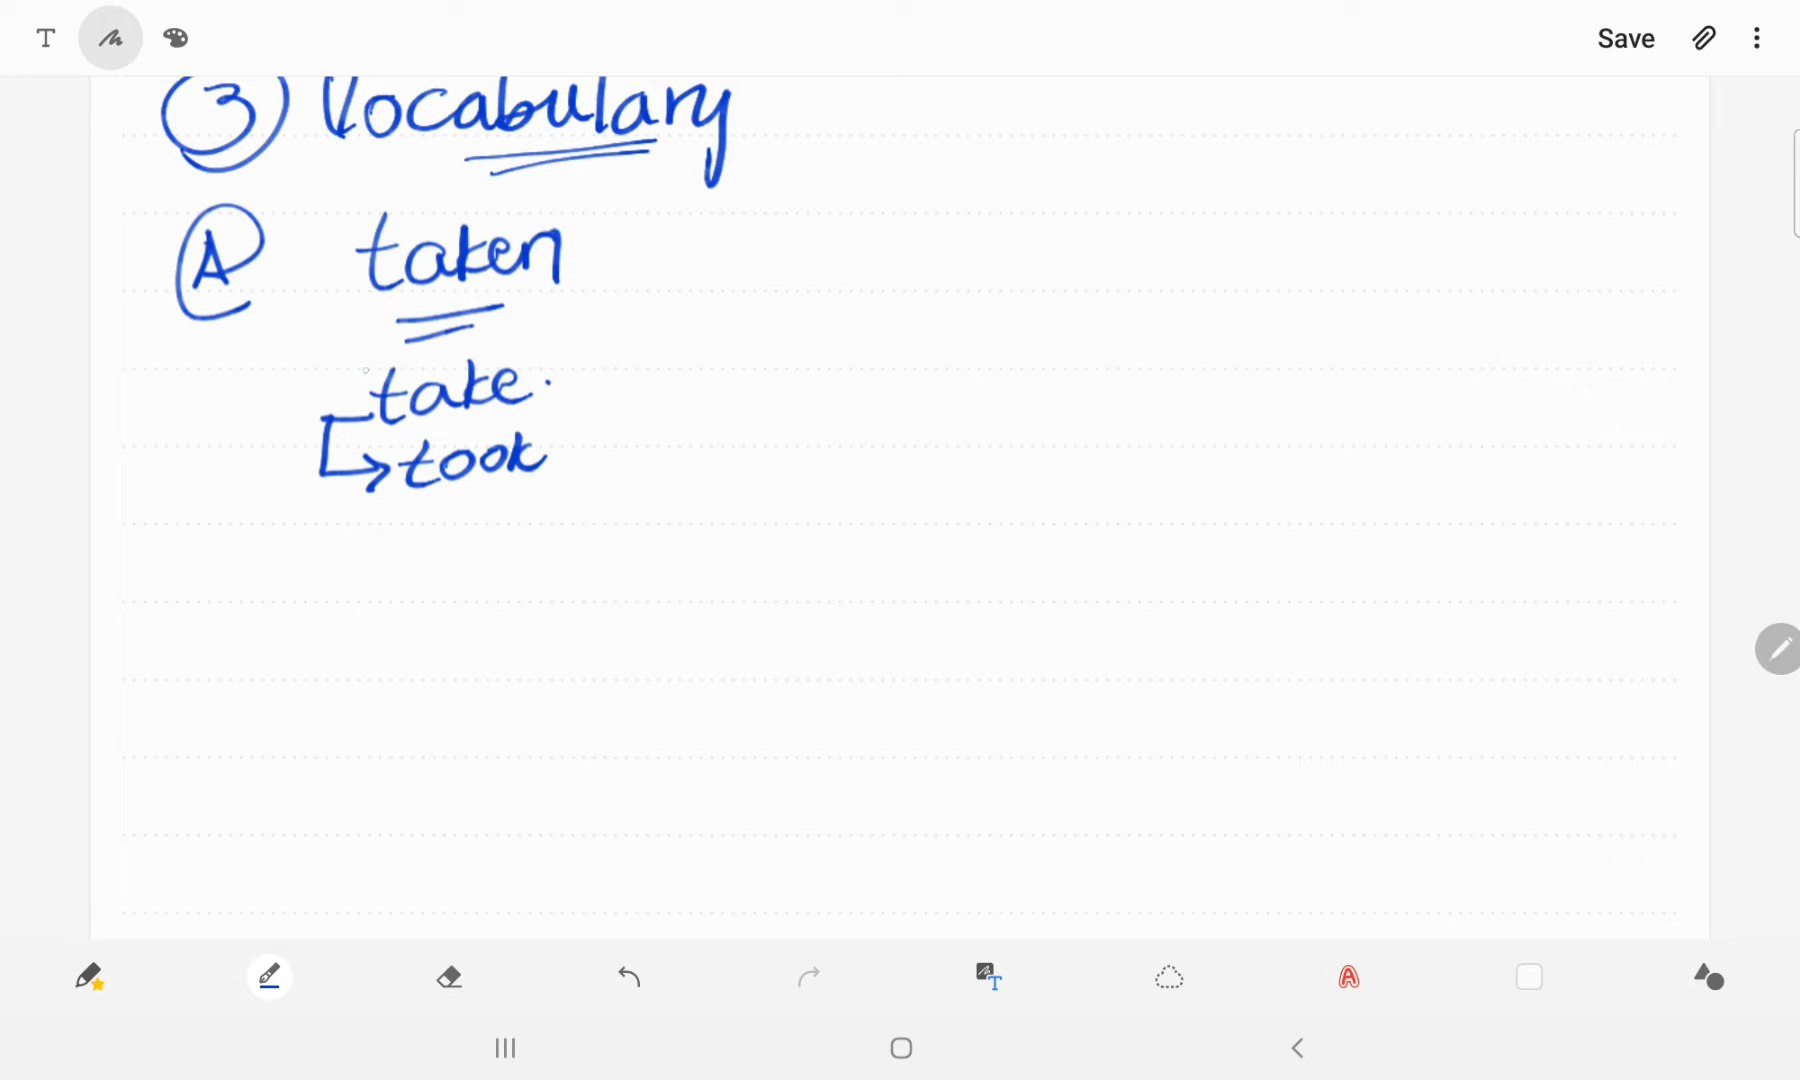 T Save
③ Vocabulary
Ⓐ taken
take.
↳ took
T
A